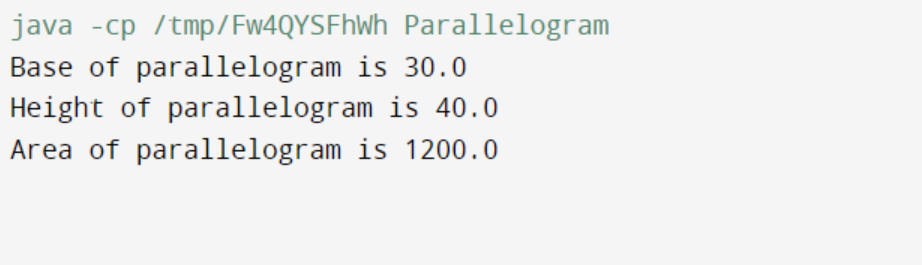 java -cp /tmp/Fw4QYSFhWh Parallelogram
Base of parallelogram is 30.0
Height of parallelogram is 40.0
Area of parallelogram is 1200.0